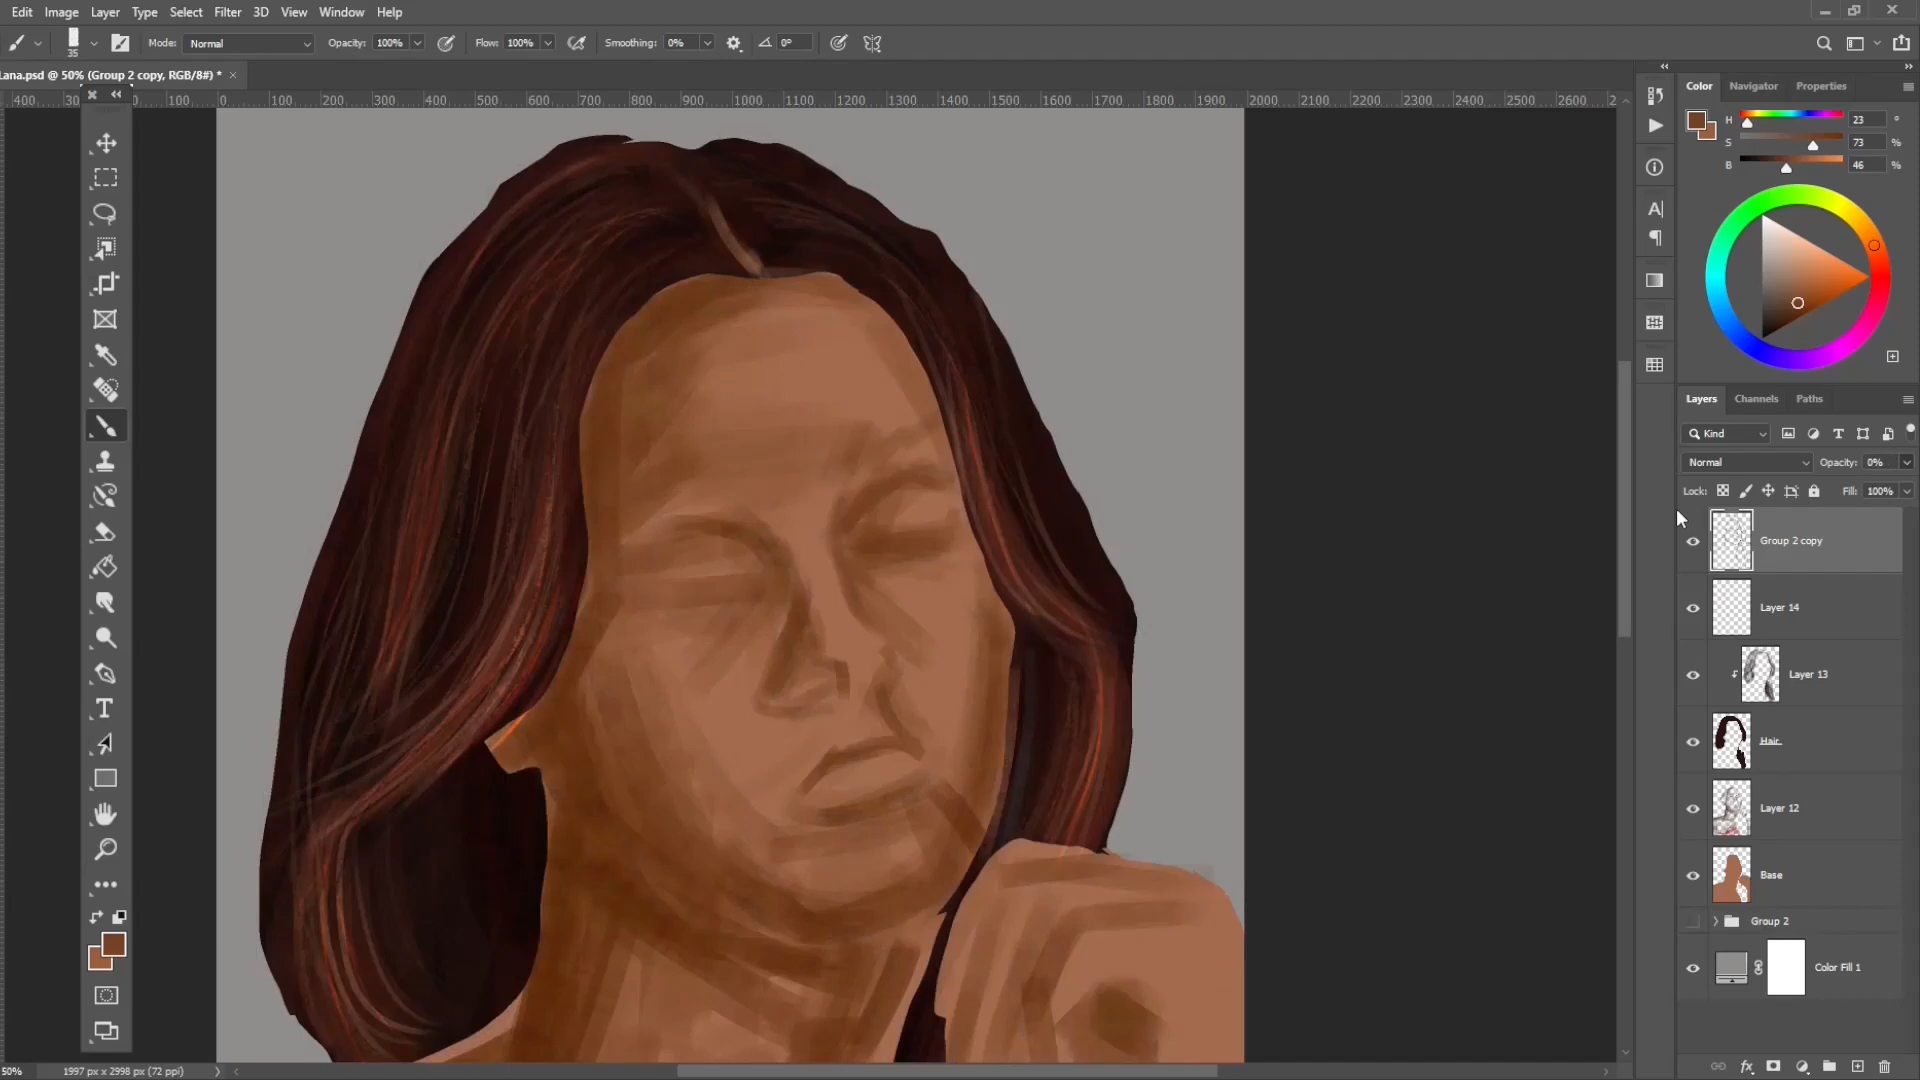 Edit Image Layer Type Select Filter 3D View Window Help
35 Mode: Normal Opacity: 100% Flow: 100% Smoothing: 0% 0°
Lana.psd @ 50% (Group 2 copy, RGB/8#) *
400 100 0 100 200 300 400 500 600 700 800 900 1000 1100 1200 1300 1400 1500 1600 1700 1800 1900 2000 2100 2200 2300 2400 2500 2600
Color Navigator Properties
H 23 °
S 73 %
B 46 %
Layers Channels Paths
Kind
Normal Opacity: 0%
Lock: Fill: 100%
Group 2 copy
Layer 14
Layer 13
Hair
Layer 12
Base
Group 2
Color Fill 1
50% 1997 px x 2998 px (72 ppi)